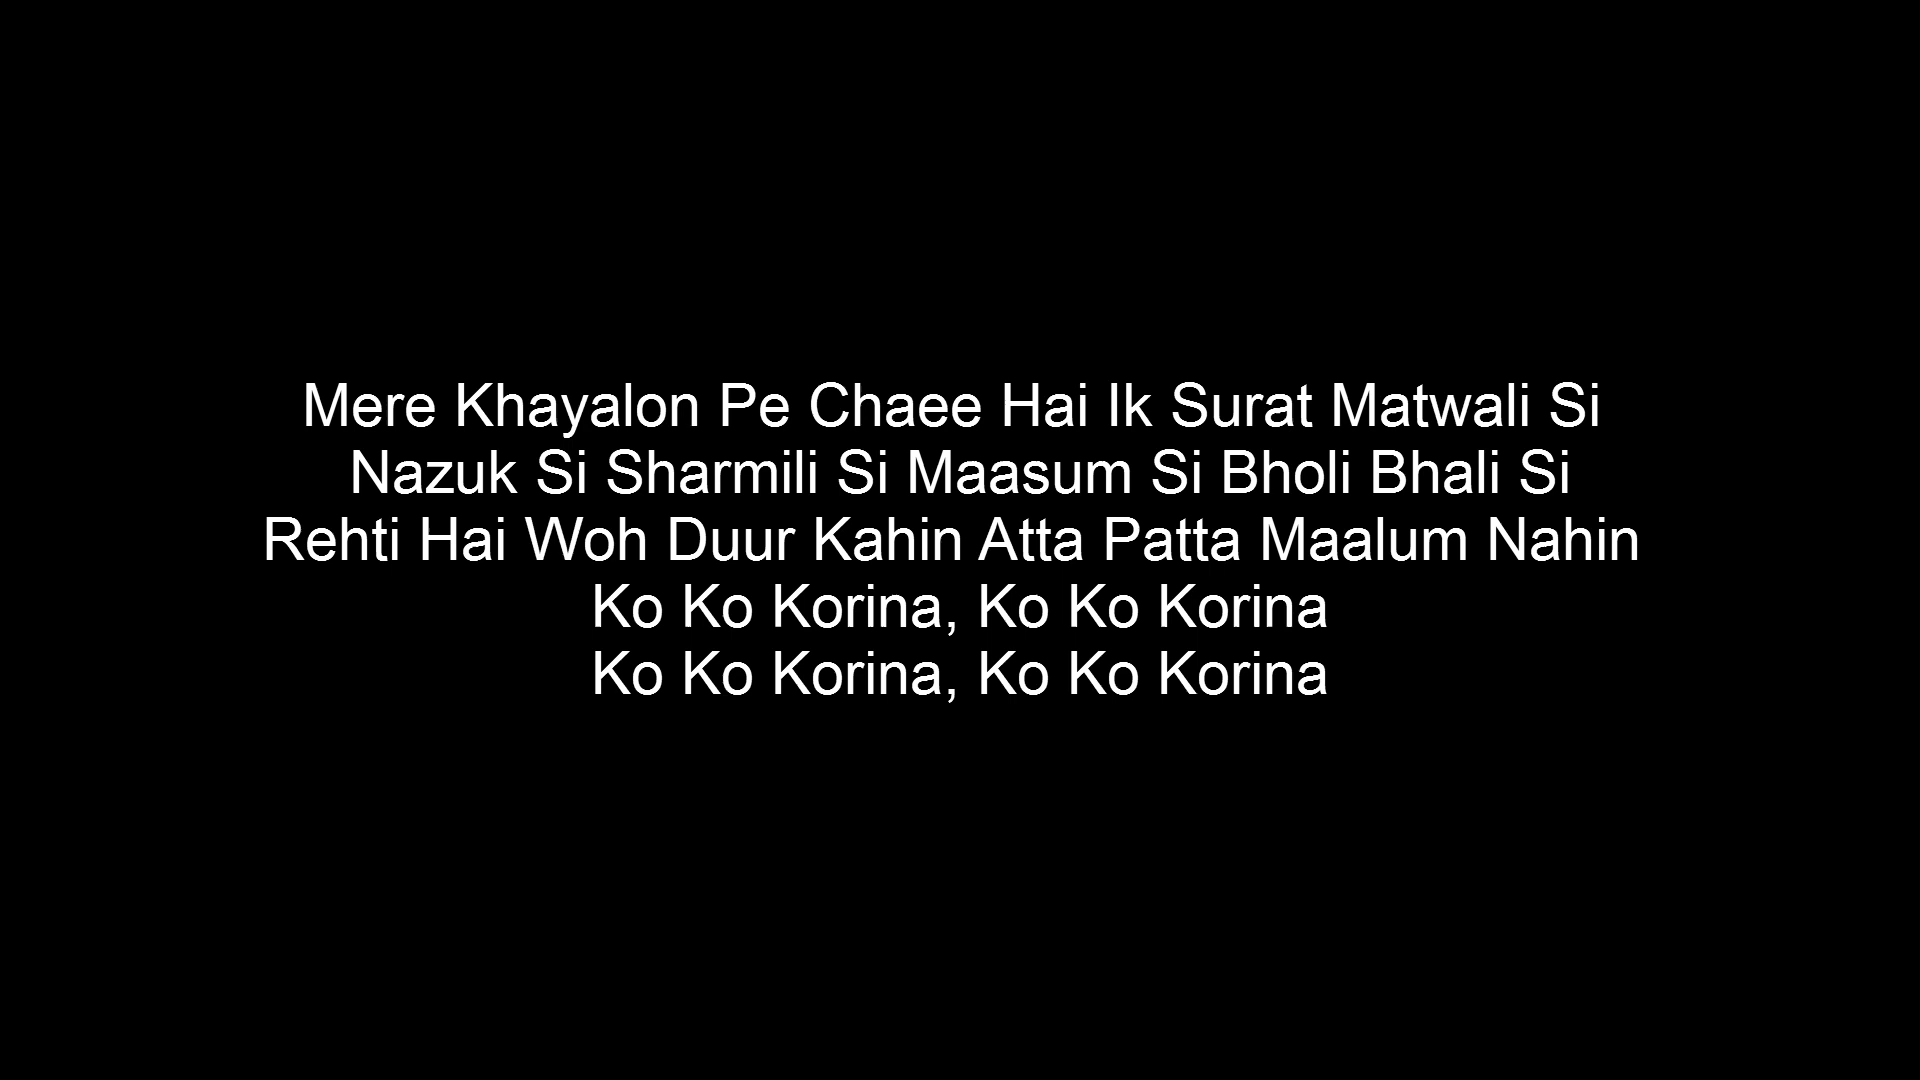 Mere Khayalon Pe Chaee Hai Ik Surat Matwali Si
Nazuk Si Sharmili Si Maasum Si Bholi Bhali Si
Rehti Hai Woh Duur Kahin Atta Patta Maalum Nahin
Ko Ko Korina, Ko Ko Korina
Ko Ko Korina, Ko Ko Korina